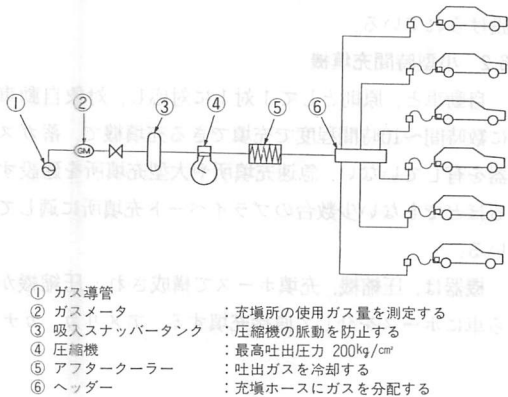 ① ② ③ ④ ⑤ ⑥
GM
① ガス導管
② ガスメータ :充塡所の使用ガス量を測定する
③ 吸入スナッバータンク :圧縮機の脈動を防止する
④ 圧縮機 :最高吐出圧力 200kg/cm²
⑤ アフタークーラー :吐出ガスを冷却する
⑥ ヘッダー :充塡ホースにガスを分配する